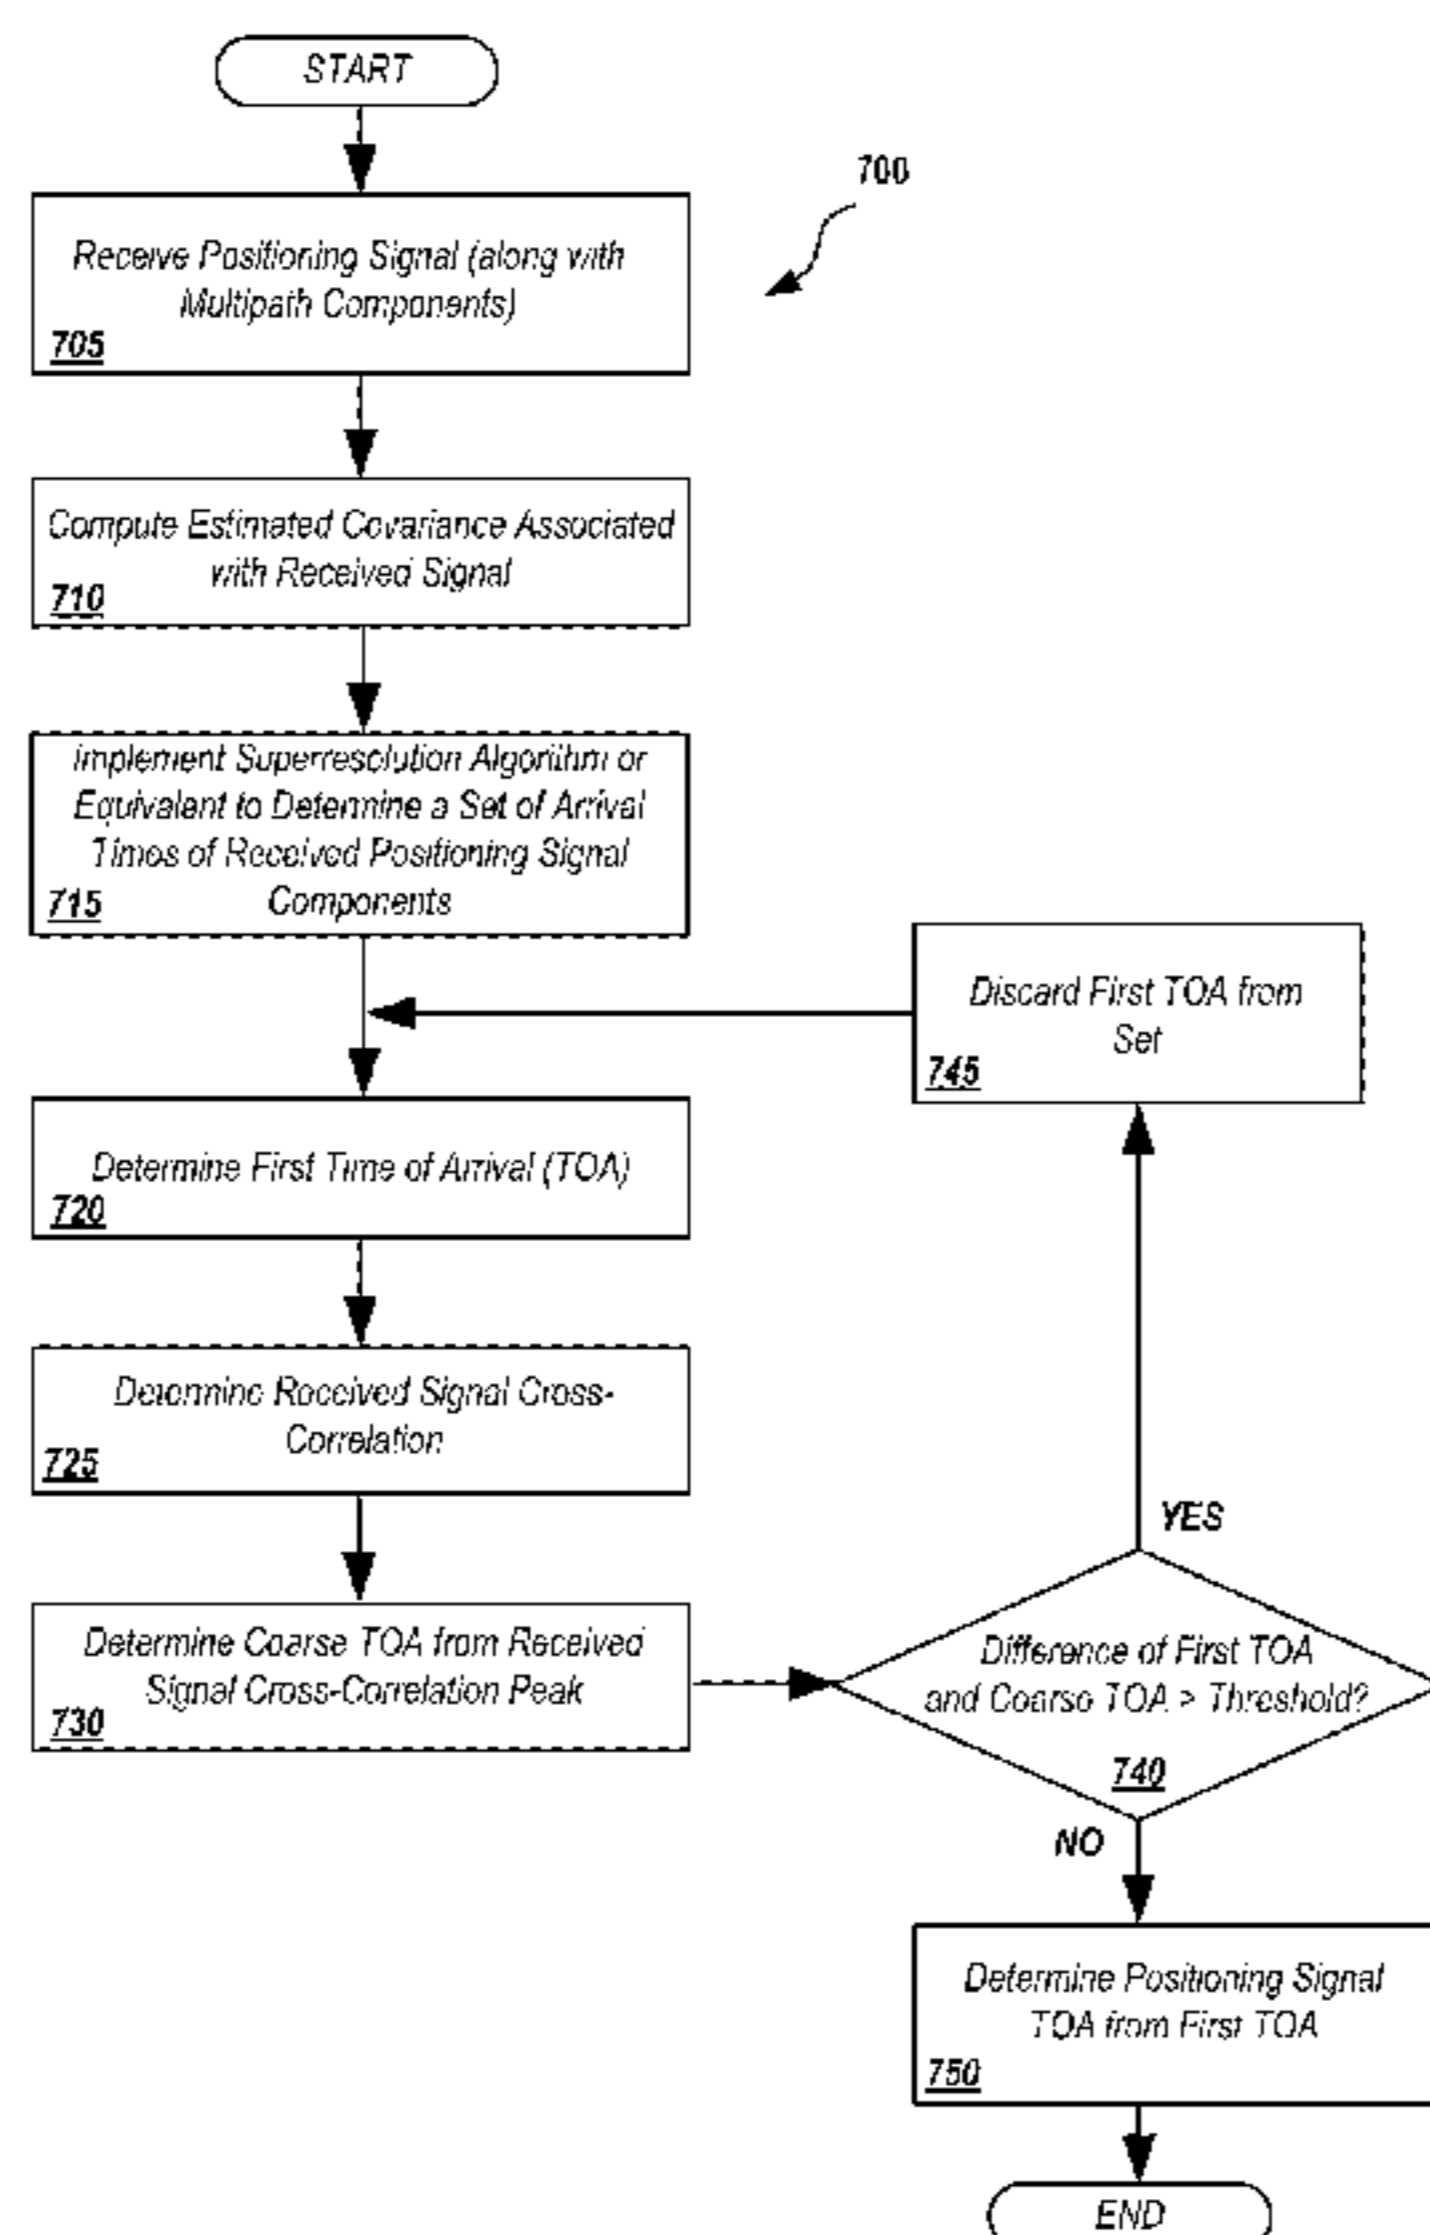 START
700
Receive Positioning Signal (along with
Multipath Components)
705
Compute Estimated Covariance Associated
with Received Signal
710
Implement Superresolution Algorithm or
Equivalent to Determine a Set of Arrival
Times of Received Positioning Signal
Components
715
Discard First TOA from
Set
745
Determine First Time of Arrival (TOA)
720
Determine Received Signal Cross-
Correlation
725
YES
Determine Coarse TOA from Received
Signal Cross-Correlation Peak
730
Difference of First TOA
and Coarse TOA > Threshold?
740
NO
Determine Positioning Signal
TOA from First TOA
750
END